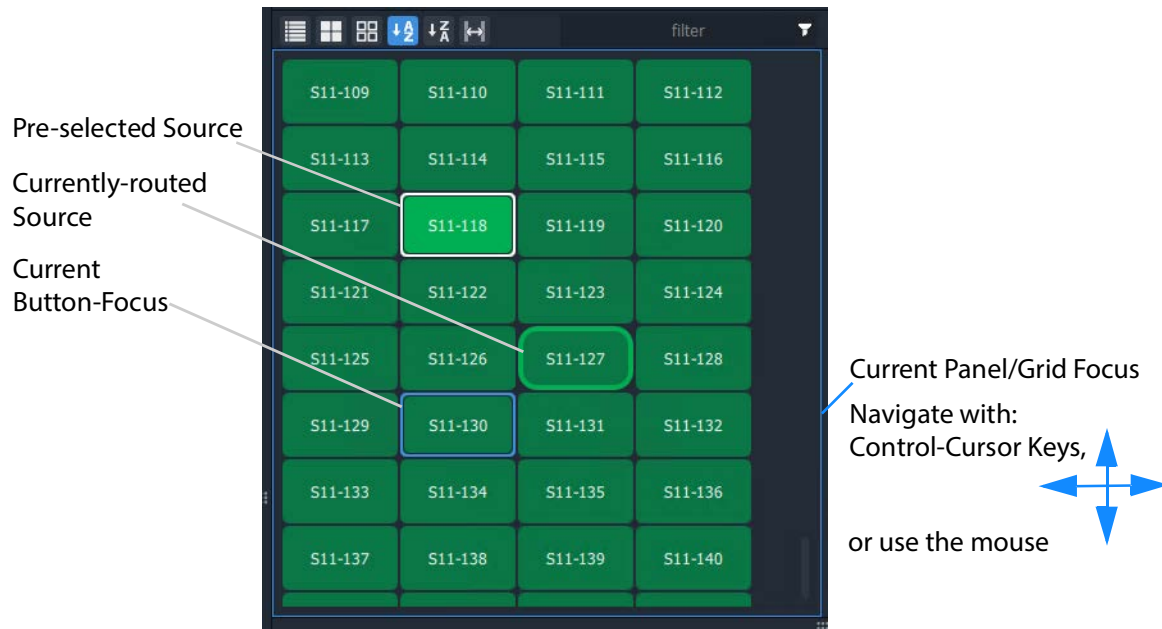 filter
S11-109 S11-110 S11-111 S11-112
Pre-selected Source
S11-113 S11-114 S11-115 S11-116
Currently-routed
Source
S11-117 S11-118 S11-119 S11-120
Current
Button-Focus
S11-121 S11-122 S11-123 S11-124
S11-125 S11-126 S11-127 S11-128
S11-129 S11-130 S11-131 S11-132
S11-133 S11-134 S11-135 S11-136
S11-137 S11-138 S11-139 S11-140
Current Panel/Grid Focus
Navigate with:
Control-Cursor Keys,
or use the mouse